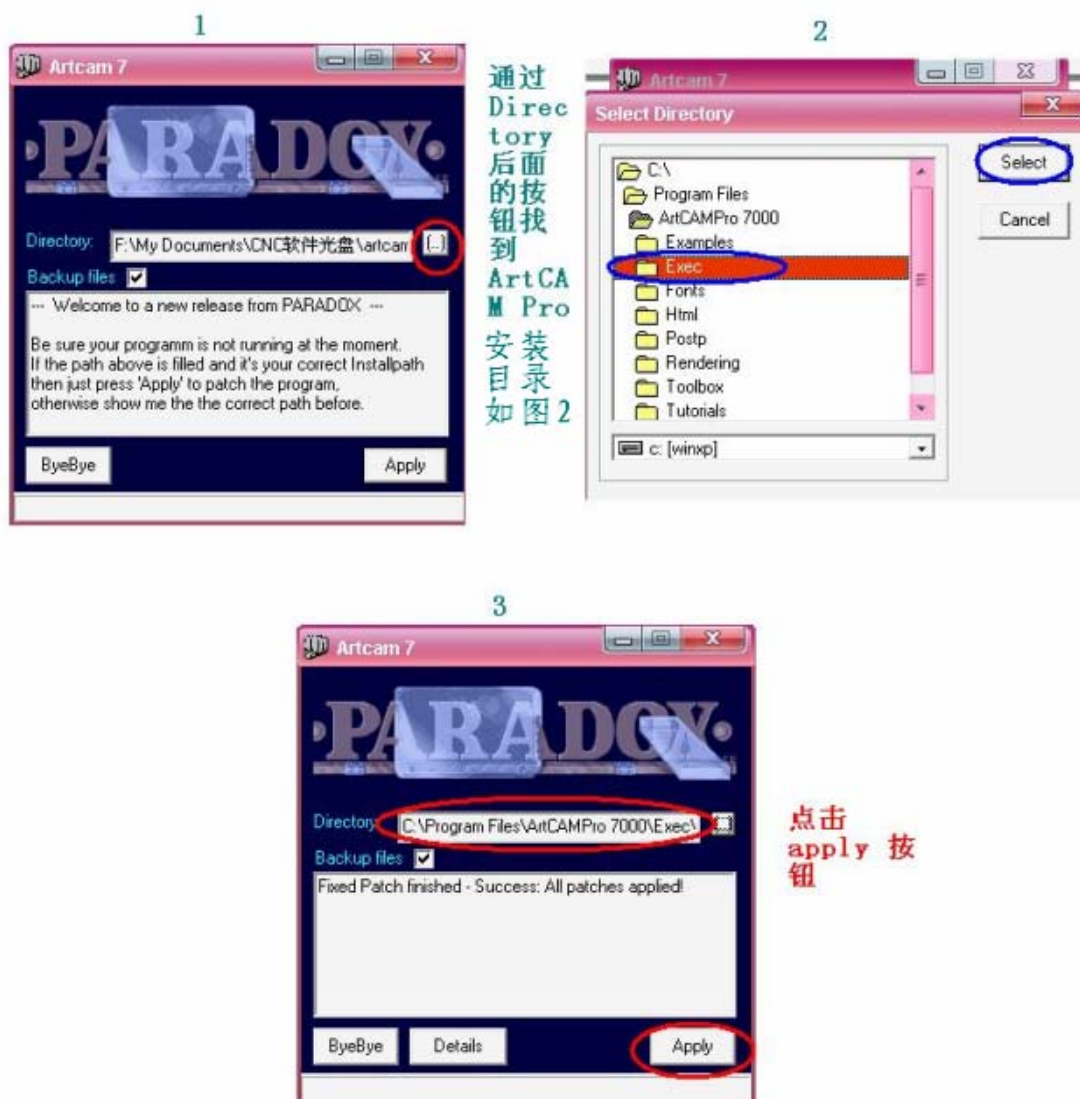 1
Artcam 7
PARADOX
Directory:
F:\My Documents\CNC软件光盘\artcam
Backup files
--- Welcome to a new release from PARADOX ---
Be sure your programm is not running at the moment.
If the path above is filled and it's your correct Installpath
then just press 'Apply' to patch the program,
otherwise show me the the correct path before.
ByeBye
Apply
通过
Direc
tory
后面
的按
钮找
到
ArtCA
M Pro
安装
目录
如图2
2
Artcam 7
Select Directory
C:\
Program Files
ArtCAMPro 7000
Examples
Exec
Fonts
Html
Postp
Rendering
Toolbox
Tutorials
c: [winxp]
Select
Cancel
3
Artcam 7
PARADOX
Directory
C:\Program Files\ArtCAMPro 7000\Exec\
Backup files
Fixed Patch finished - Success: All patches applied!
ByeBye
Details
Apply
点击
apply 按
钮